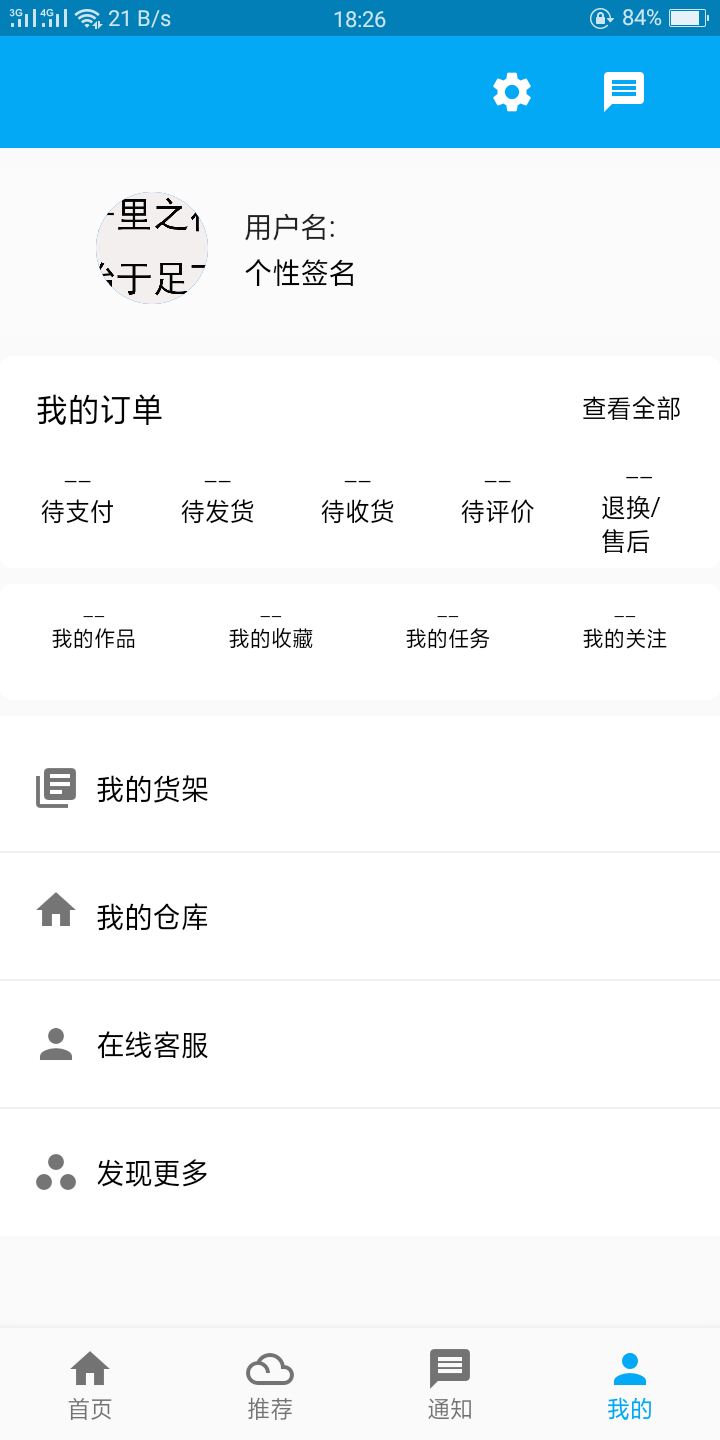 3G 4G 21 B/s 18:26 84%
里之
于足
用户名:
个性签名
我的订单 查看全部
-- -- -- -- --
待支付 待发货 待收货 待评价 退换/
售后
-- -- -- --
我的作品 我的收藏 我的任务 我的关注
我的货架
我的仓库
在线客服
发现更多
首页 推荐 通知 我的